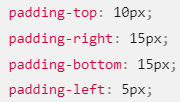 padding-top: 10px;
padding-right: 15px;
padding-bottom: 15px;
padding-left: 5px;